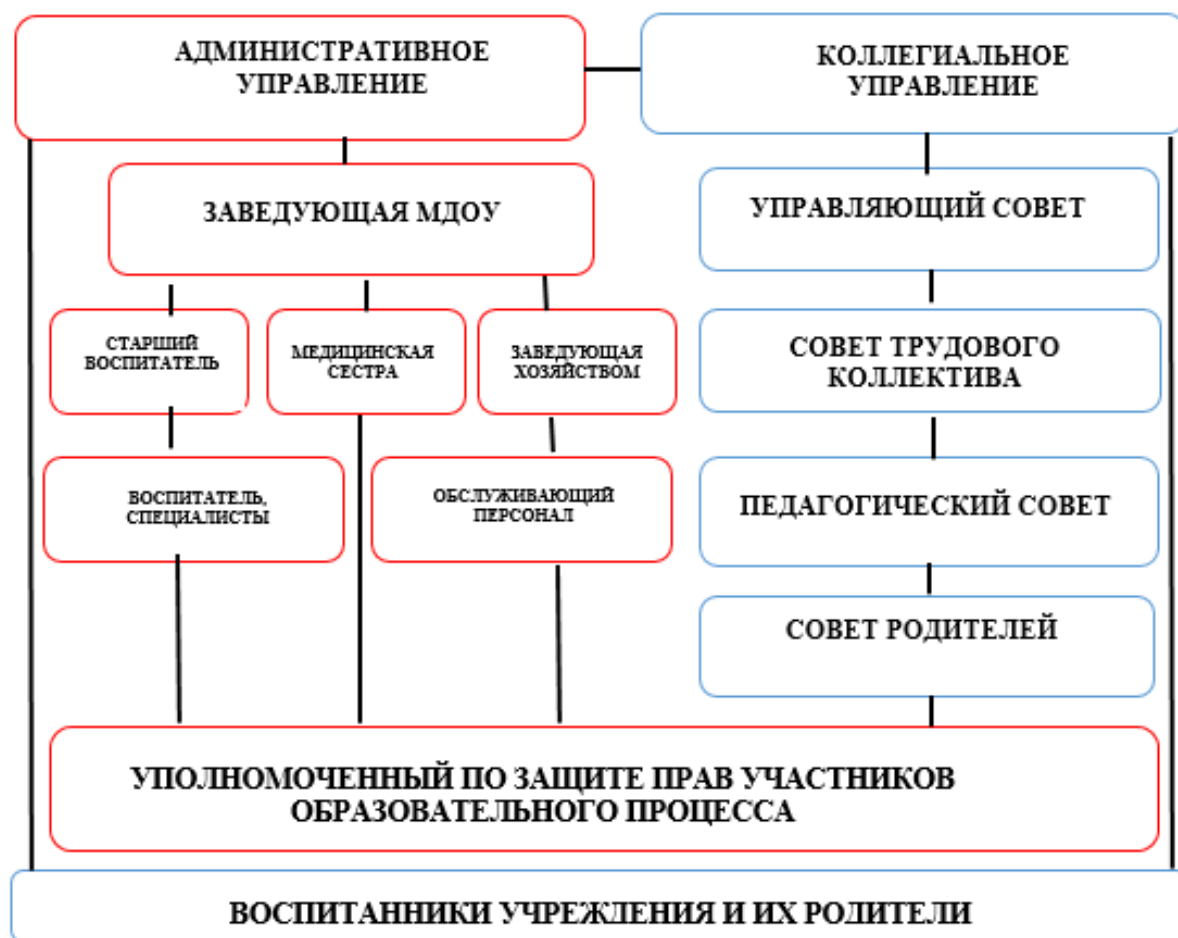 АДМИНИСТРАТИВНОЕ
УПРАВЛЕНИЕ
КОЛЛЕГИАЛЬНОЕ
УПРАВЛЕНИЕ
ЗАВЕДУЮЩАЯ МДОУ
УПРАВЛЯЮЩИЙ СОВЕТ
СТАРШИЙ
ВОСПИТАТЕЛЬ
МЕДИЦИНСКАЯ
СЕСТРА
ЗАВЕДУЮЩАЯ
ХОЗЯЙСТВОМ
СОВЕТ ТРУДОВОГО
КОЛЛЕКТИВА
ВОСПИТАТЕЛЬ,
СПЕЦИАЛИСТЫ
ОБСЛУЖИВАЮЩИЙ
ПЕРСОНАЛ
ПЕДАГОГИЧЕСКИЙ СОВЕТ
СОВЕТ РОДИТЕЛЕЙ
УПОЛНОМОЧЕННЫЙ ПО ЗАЩИТЕ ПРАВ УЧАСТНИКОВ
ОБРАЗОВАТЕЛЬНОГО ПРОЦЕССА
ВОСПИТАННИКИ УЧРЕЖДЕНИЯ И ИХ РОДИТЕЛИ